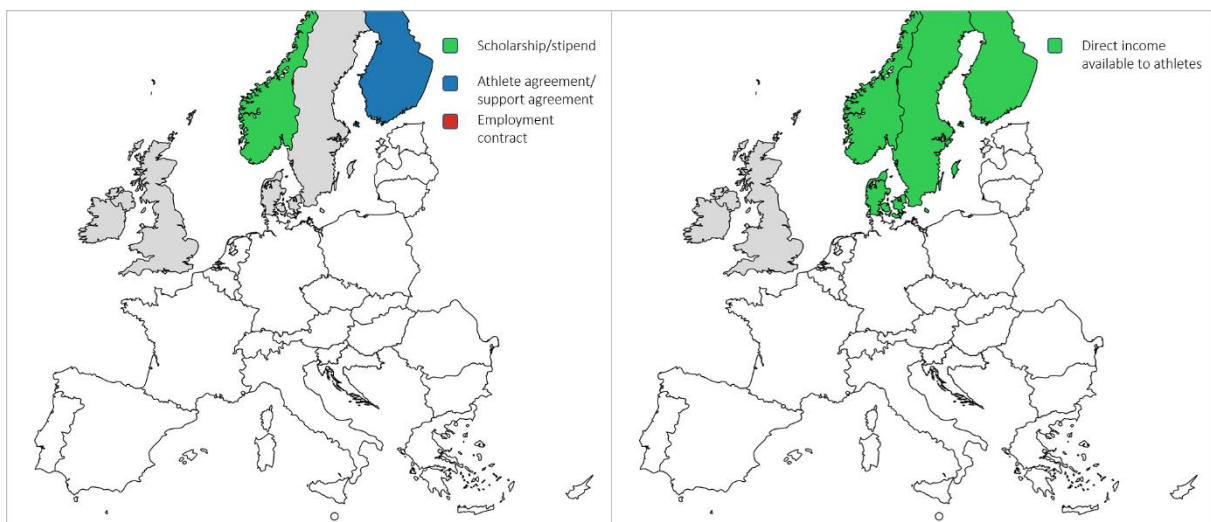 Scholarship/stipend
Athlete agreement/
support agreement
Employment
contract
Direct income
available to athletes